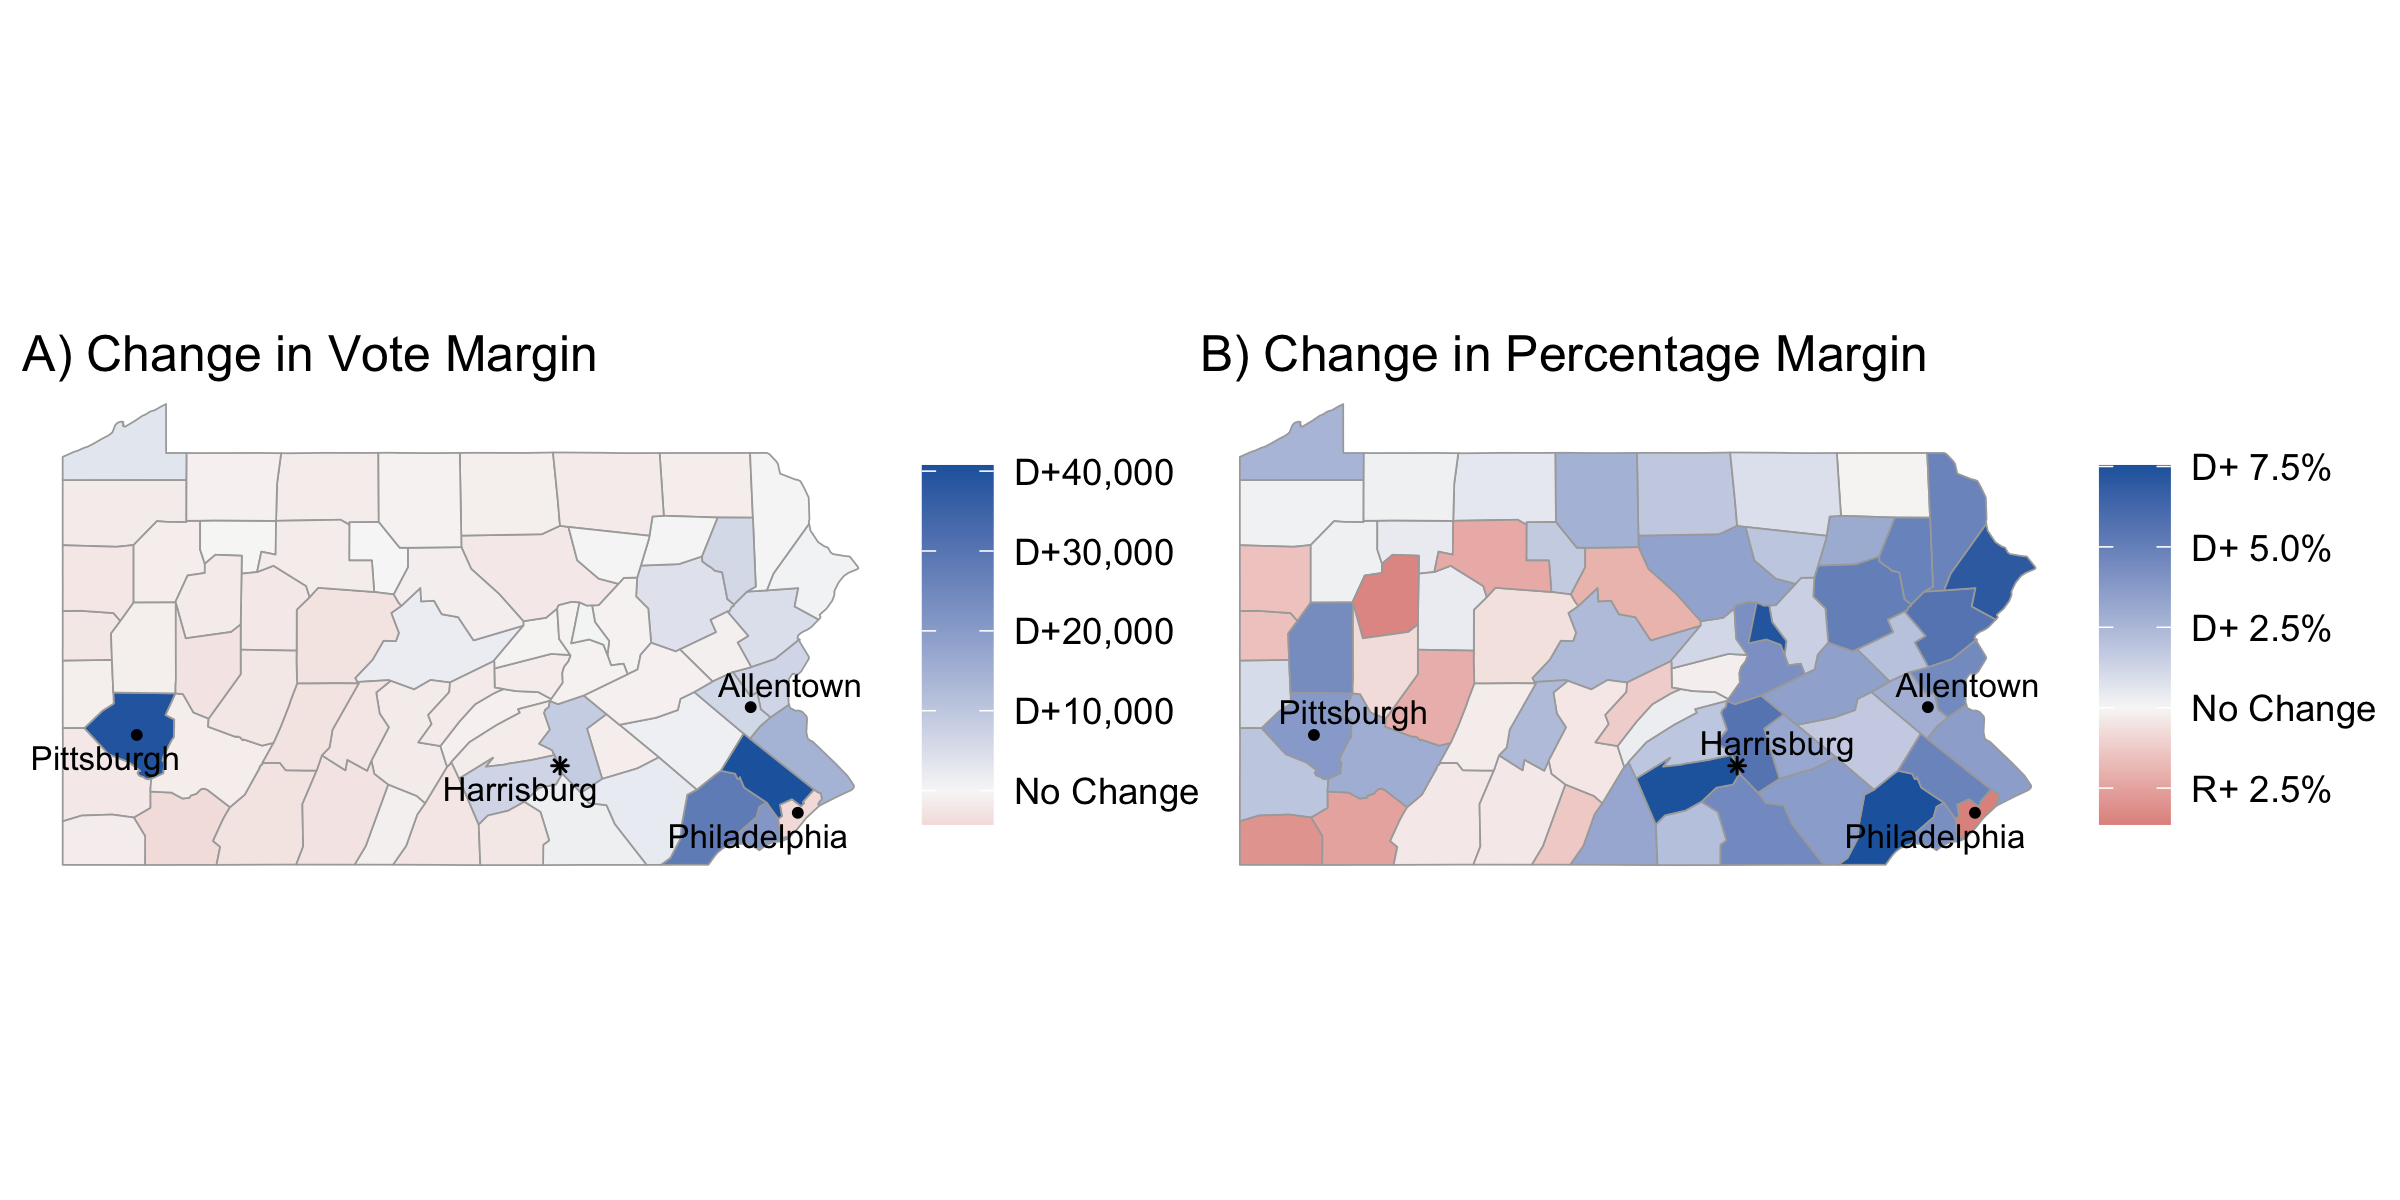 A) Change in Vote Margin
Allentown
Pittsburgh
Harrisburg
Philadelphia
D+40,000
D+30,000
D+20,000
D+10,000
No Change
B) Change in Percentage Margin
Allentown
Pittsburgh
Harrisburg
Philadelphia
D+ 7.5%
D+ 5.0%
D+ 2.5%
No Change
R+ 2.5%